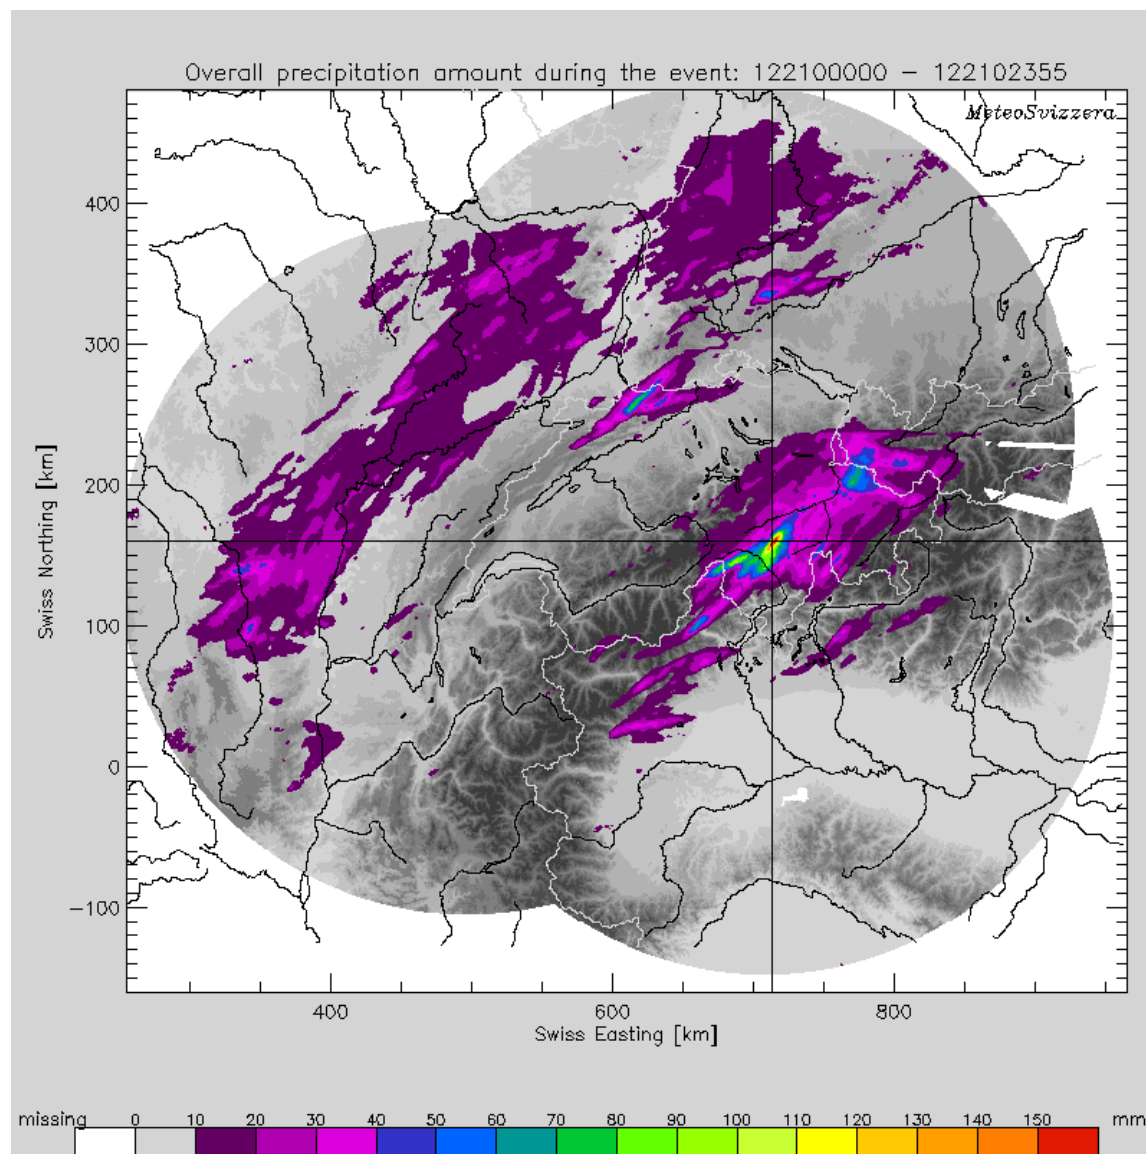 Overall precipitation amount during the event: 122100000 − 122102355
MeteoSvizzera
400
300
200
100
0
−100
Swiss Northing [km]
400 600 800
Swiss Easting [km]
missing 0 10 20 30 40 50 60 70 80 90 100 110 120 130 140 150 mm